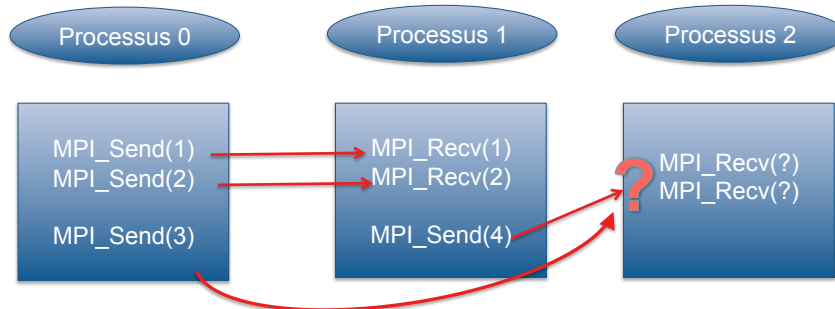 Processus 0
Processus 1
Processus 2
MPI_Send(1)
MPI_Send(2)
MPI_Send(3)
MPI_Recv(1)
MPI_Recv(2)
MPI_Send(4)
?
MPI_Recv(?)
MPI_Recv(?)